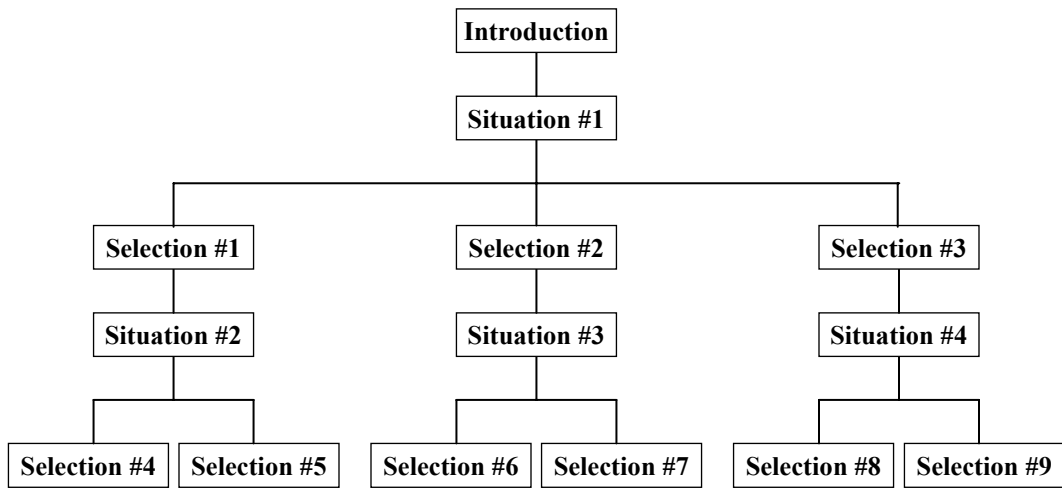 Introduction
Situation #1
Selection #1
Selection #2
Selection #3
Situation #2
Situation #3
Situation #4
Selection #4
Selection #5
Selection #6
Selection #7
Selection #8
Selection #9